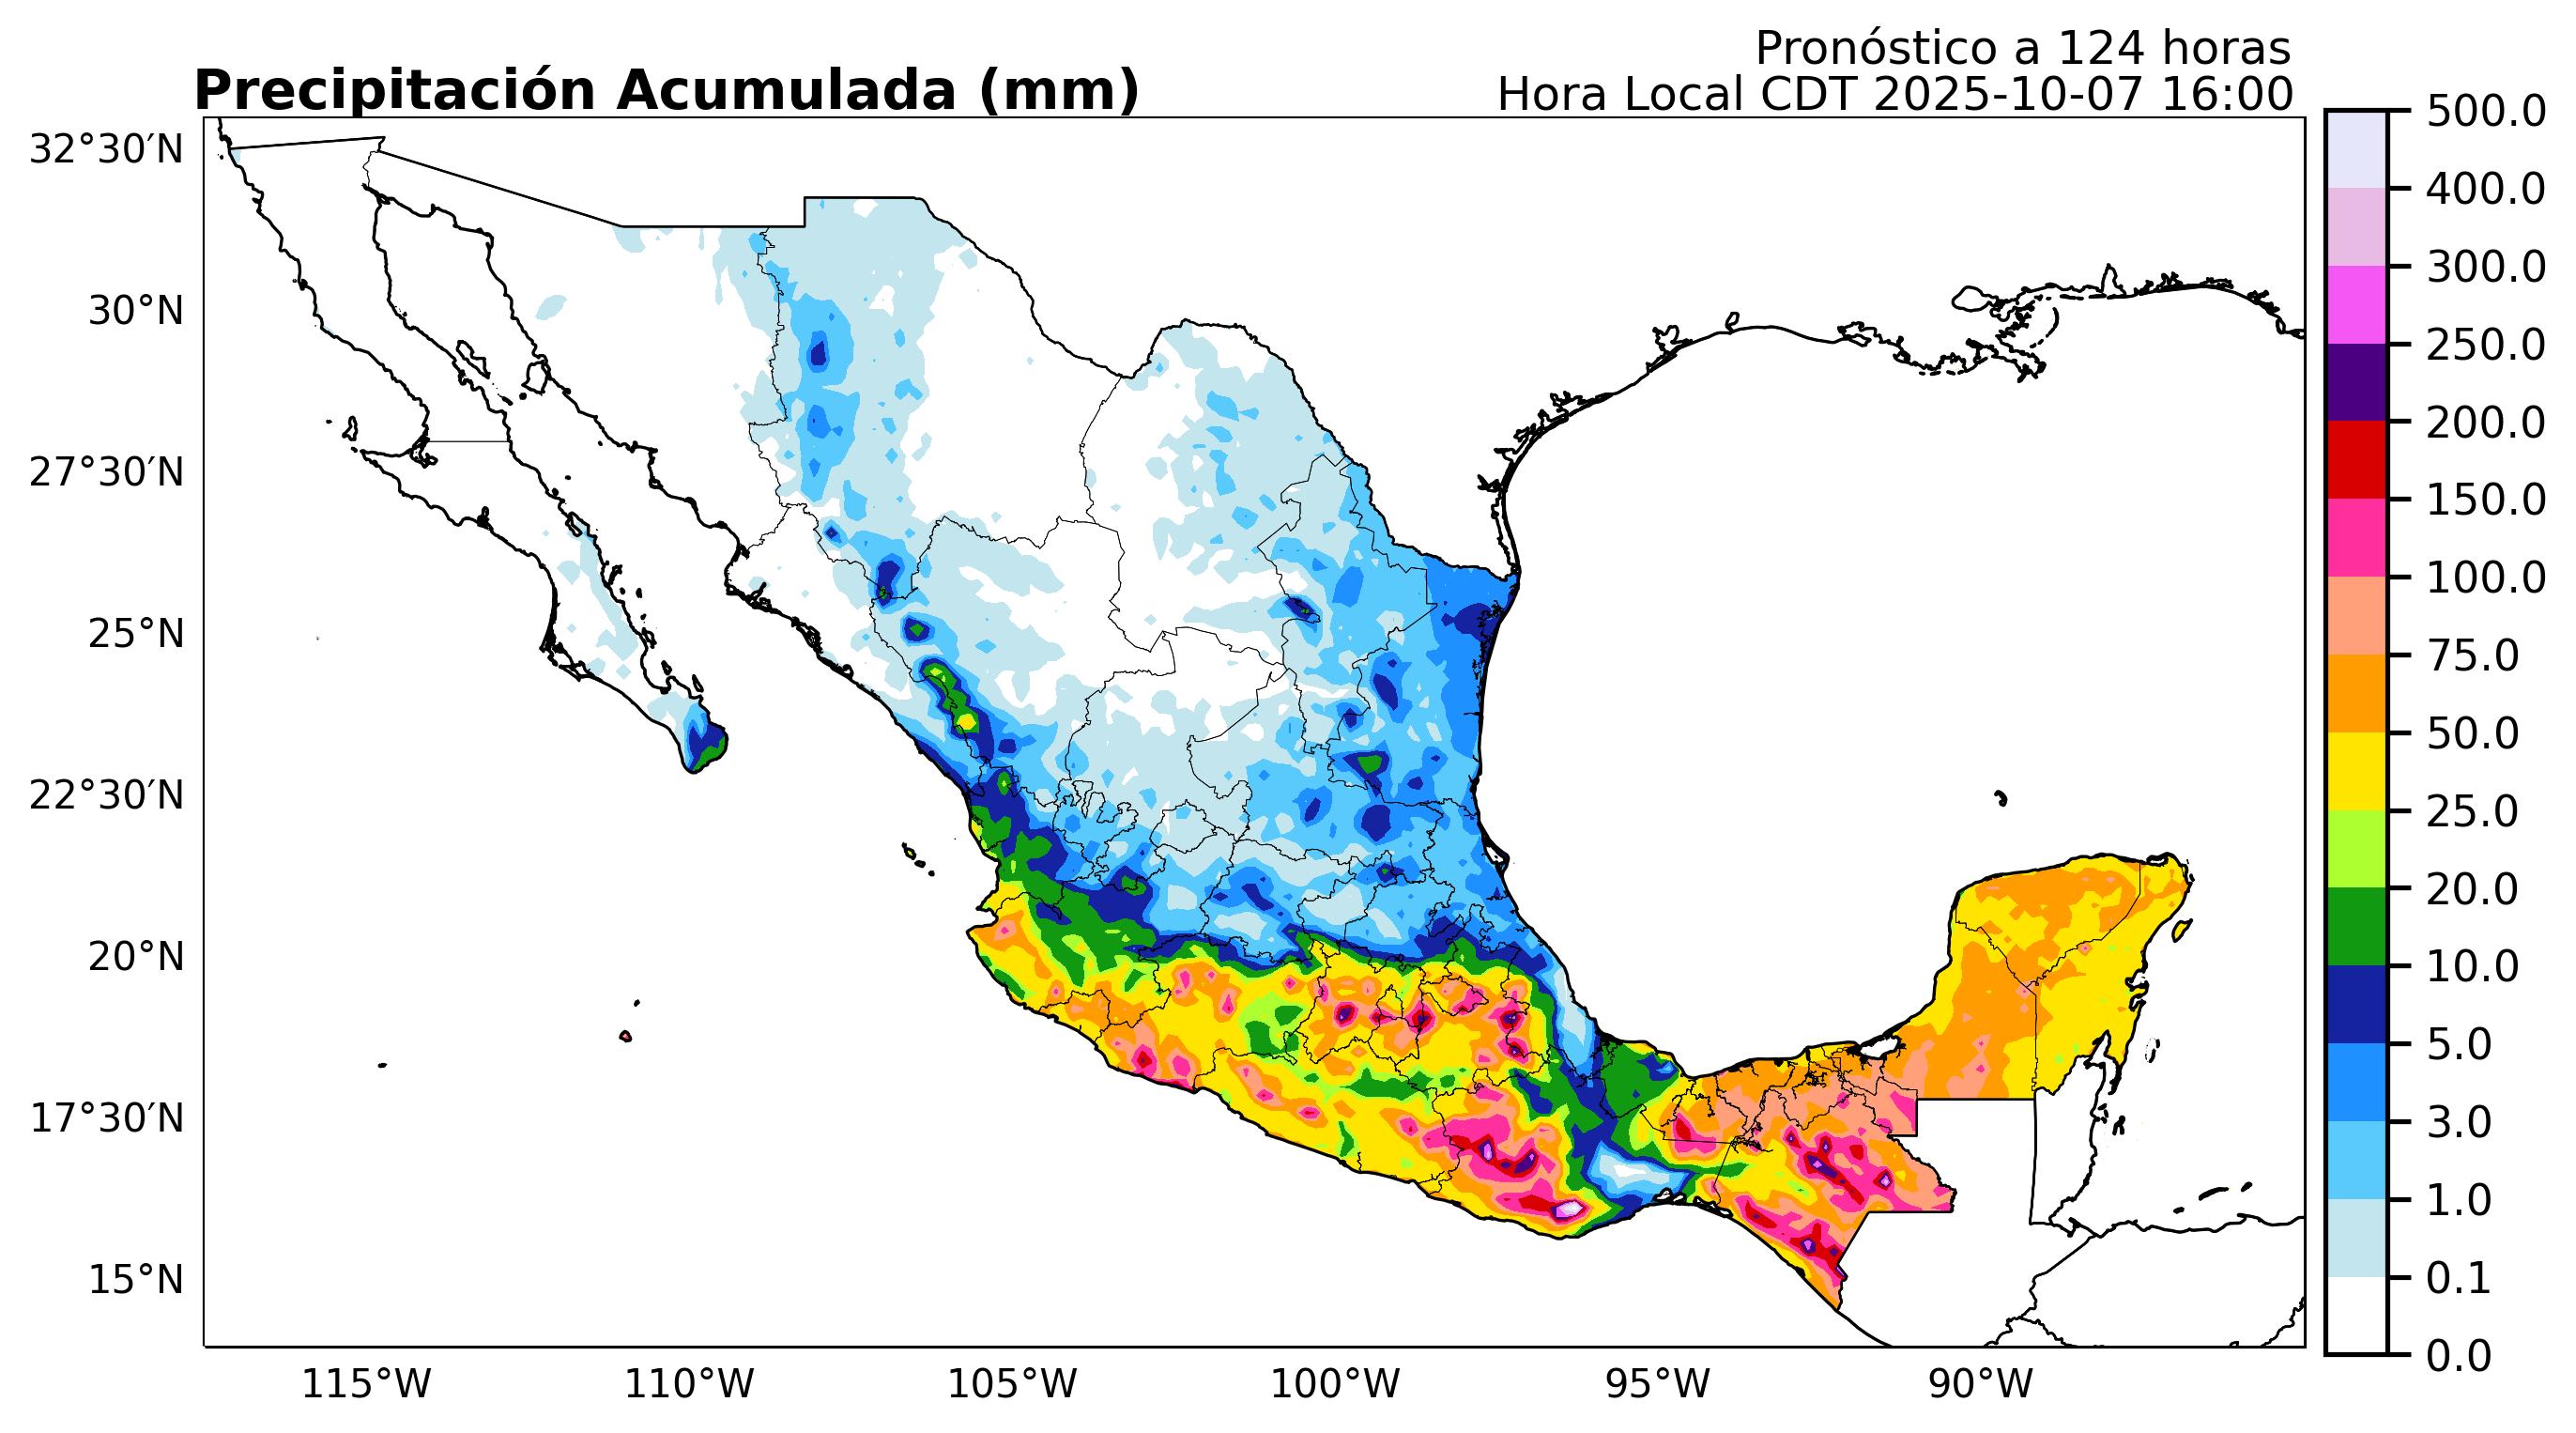 Pronóstico a 124 horas
Precipitación Acumulada (mm)
Hora Local CDT 2025-10-07 16:00
32°30′N
30°N
27°30′N
25°N
22°30′N
20°N
17°30′N
15°N
115°W
110°W
105°W
100°W
95°W
90°W
500.0
400.0
300.0
250.0
200.0
150.0
100.0
75.0
50.0
25.0
20.0
10.0
5.0
3.0
1.0
0.1
0.0